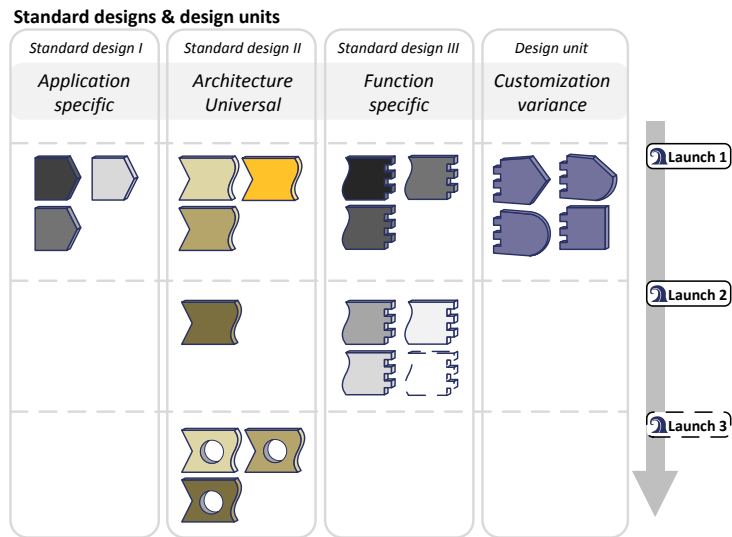 Standard designs & design units
Standard design I
Standard design II
Standard design III
Design unit
Application
specific
Architecture
Universal
Function
specific
Customization
variance
Launch 1
Launch 2
Launch 3